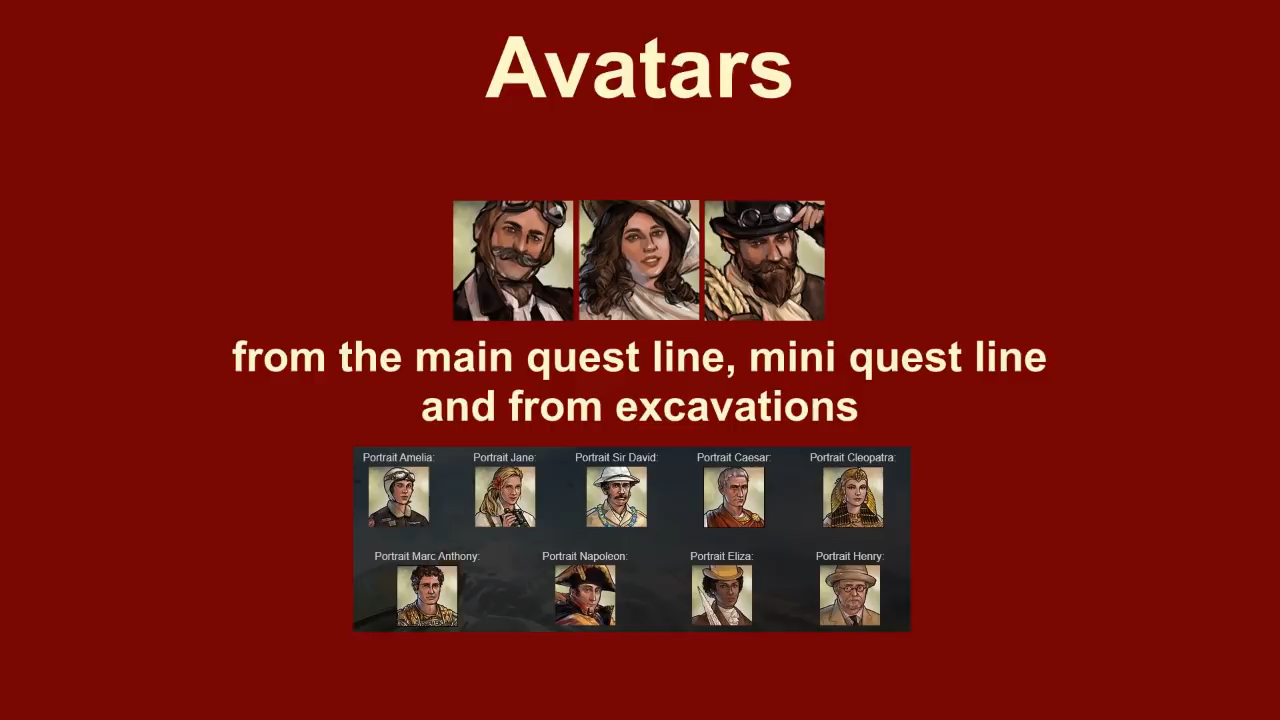 Avatars
from the main quest line, mini quest line
and from excavations
Portrait Amelia: Portrait Jane: Portrait Sir David: Portrait Caesar: Portrait Cleopatra:
Portrait Marc Anthony: Portrait Napoleon: Portrait Eliza: Portrait Henry: